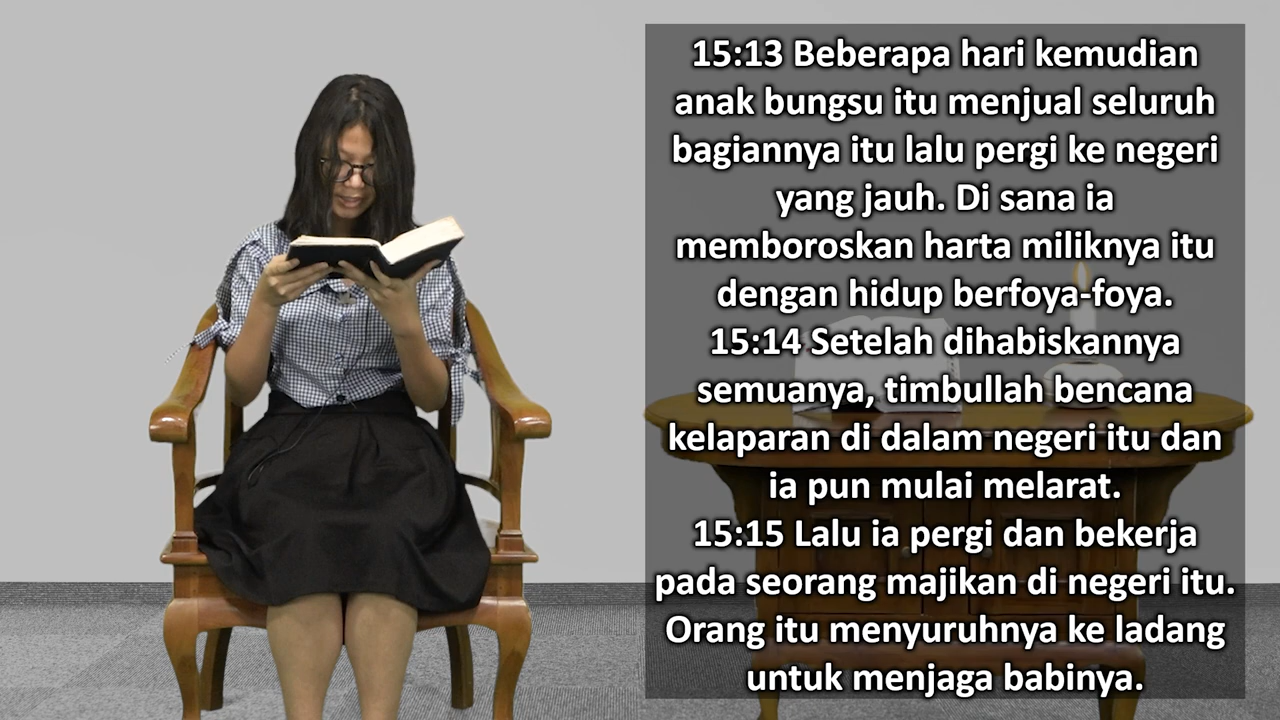 15:13 Beberapa hari kemudian
anak bungsu itu menjual seluruh
bagiannya itu lalu pergi ke negeri
yang jauh. Di sana ia
memboroskan harta miliknya itu
dengan hidup berfoya-foya.
15:14 Setelah dihabiskannya
semuanya, timbullah bencana
kelaparan di dalam negeri itu dan
ia pun mulai melarat.
15:15 Lalu ia pergi dan bekerja
pada seorang majikan di negeri itu.
Orang itu menyuruhnya ke ladang
untuk menjaga babinya.